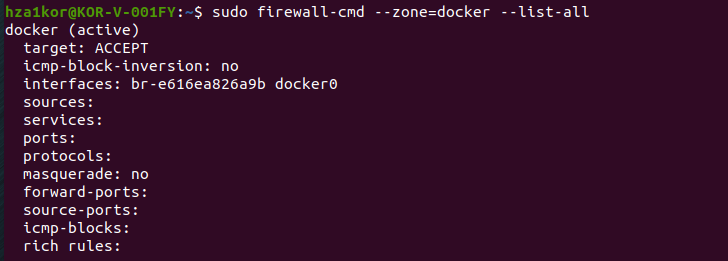 hza1kor@KOR-V-001FY:~$ sudo firewall-cmd --zone=docker --list-all
docker (active)
  target: ACCEPT
  icmp-block-inversion: no
  interfaces: br-e616ea826a9b docker0
  sources:
  services:
  ports:
  protocols:
  masquerade: no
  forward-ports:
  source-ports:
  icmp-blocks:
  rich rules: